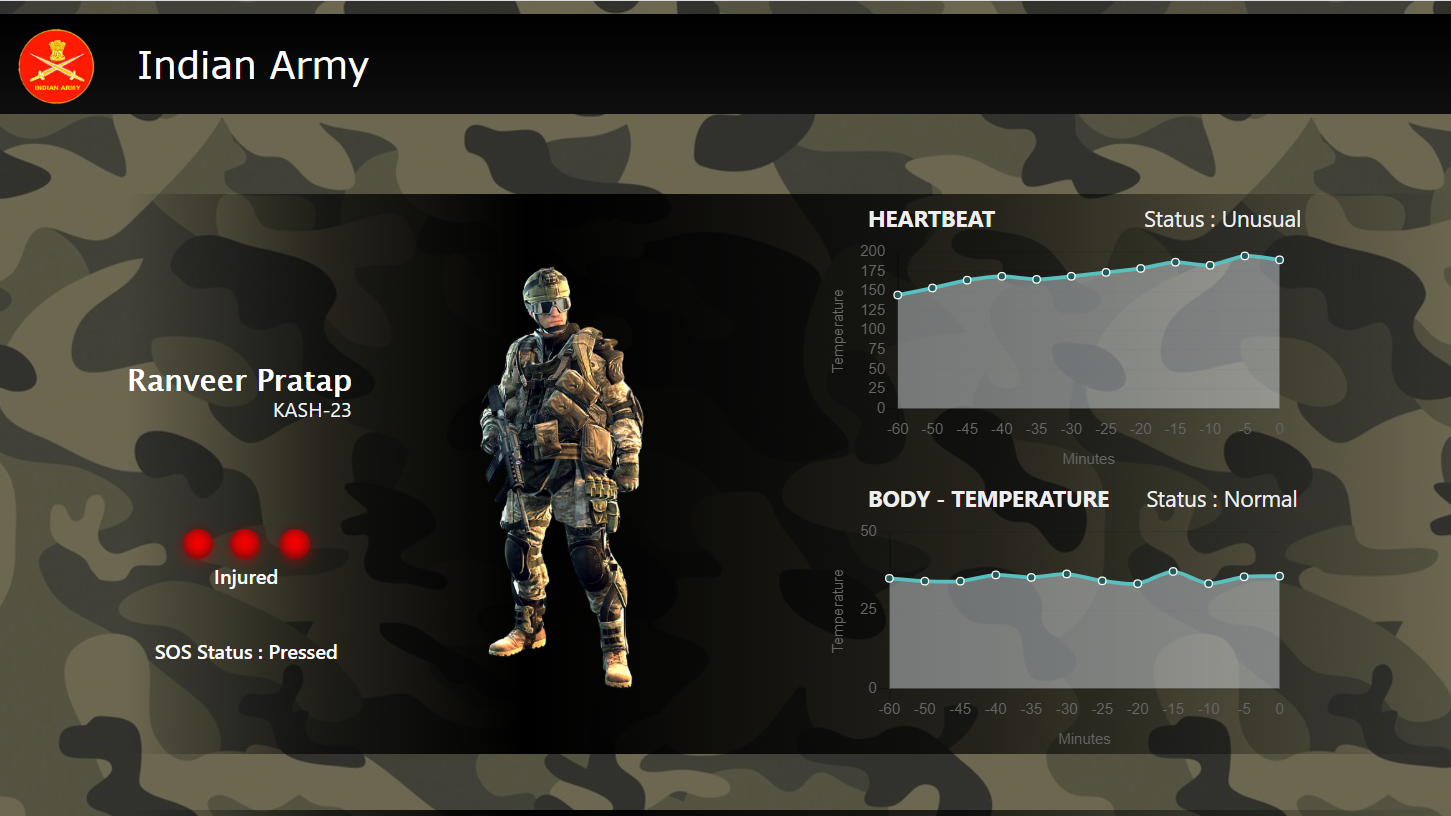 INDIAN ARMY
Indian Army
Ranveer Pratap
KASH-23
Injured
SOS Status : Pressed
HEARTBEAT Status : Unusual
200
175
150
125
100
75
50
25
0
Temperature
-60 -50 -45 -40 -35 -30 -25 -20 -15 -10 -5 0
Minutes
BODY - TEMPERATURE Status : Normal
50
25
0
Temperature
-60 -50 -45 -40 -35 -30 -25 -20 -15 -10 -5 0
Minutes